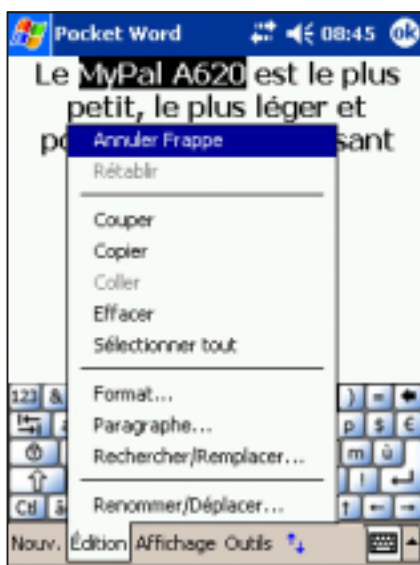 Pocket Word 08:45 ok
Le MyPal A620 est le plus
petit, le plus léger et
sant
Annuler Frappe
Rétablir
Couper
Copier
Coller
Effacer
Sélectionner tout
Format...
Paragraphe...
Rechercher/Remplacer...
Renommer/Déplacer...
123 & ) =
p $ €
m ù
!
Ctl
Nouv. Édition Affichage Outils